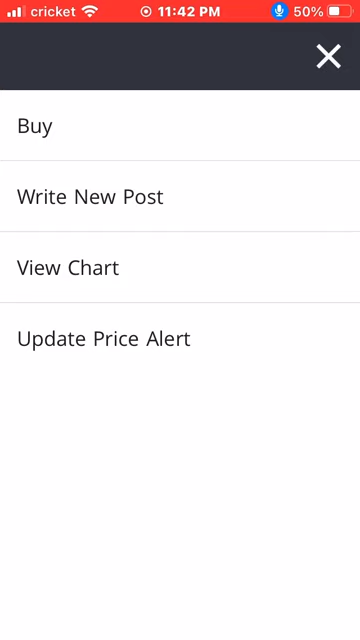 cricket 11:42 PM 50%
Buy
Write New Post
View Chart
Update Price Alert